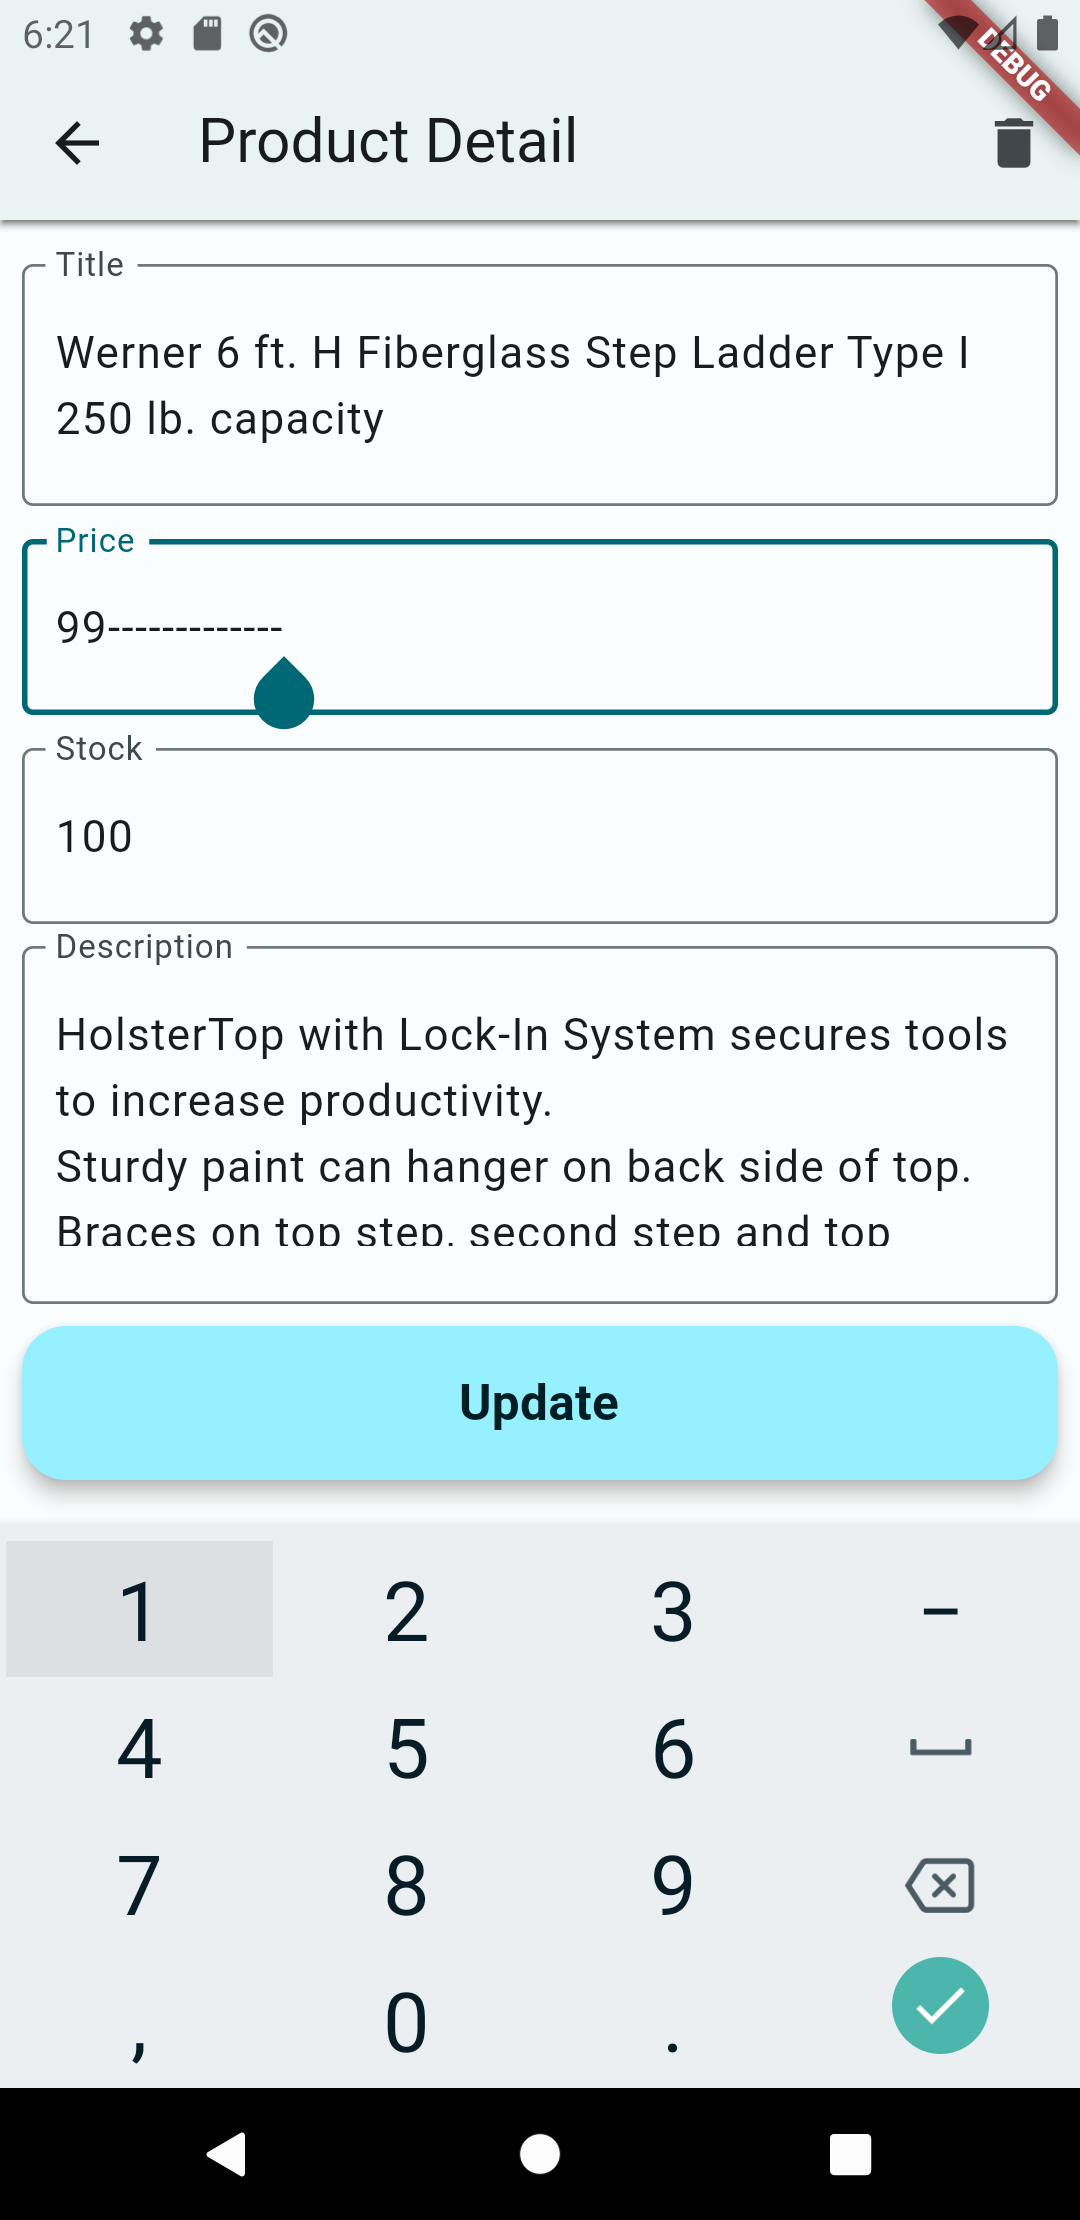 6:21
DEBUG
Product Detail
Title
Werner 6 ft. H Fiberglass Step Ladder Type I
250 lb. capacity
Price
99-------------
Stock
100
Description
HolsterTop with Lock-In System secures tools
to increase productivity.
Sturdy paint can hanger on back side of top.
Braces on top step, second step and top
Update
1 2 3 –
4 5 6
7 8 9
, 0 .